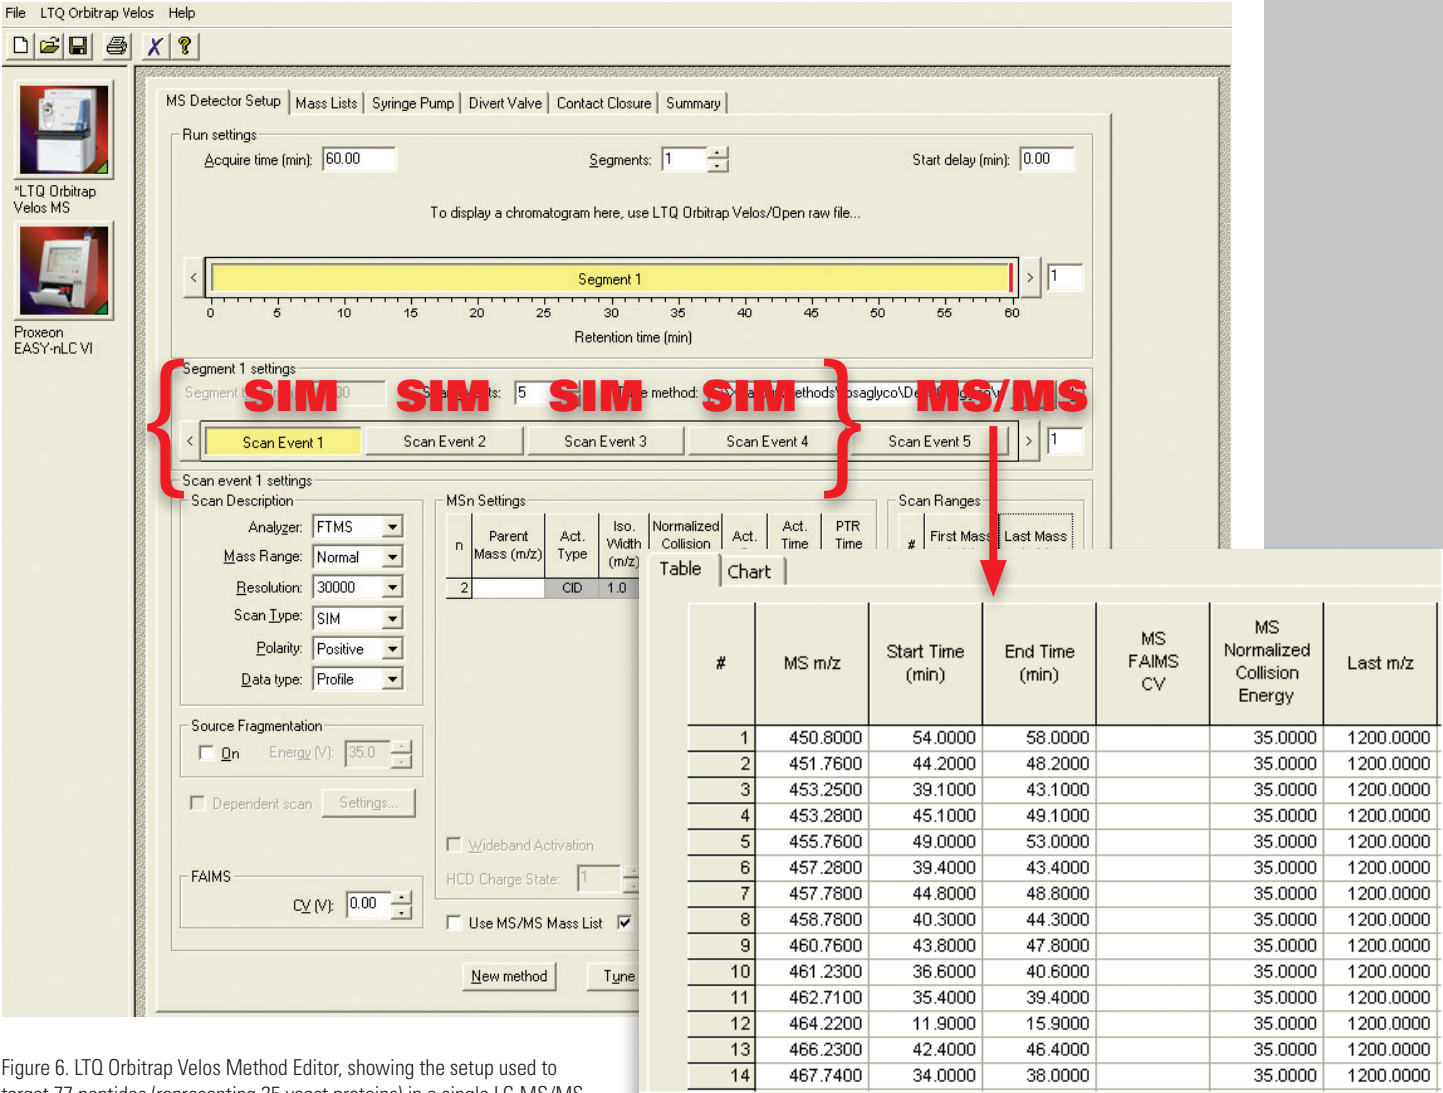 File LTQ Orbitrap Velos Help
*LTQ Orbitrap
Velos MS
Proxeon
EASY-nLC VI
MS Detector Setup Mass Lists Syringe Pump Divert Valve Contact Closure Summary
Run settings
Acquire time (min): 60.00 Segments: 1 Start delay (min): 0.00
To display a chromatogram here, use LTQ Orbitrap Velos/Open raw file...
< Segment 1 > 1
0 5 10 15 20 25 30 35 40 45 50 55 60
Retention time (min)
Segment 1 settings
SIM SIM SIM SIM MS/MS
Segment 5 method:
< Scan Event 1 Scan Event 2 Scan Event 3 Scan Event 4 Scan Event 5 > 1
Scan event 1 settings
Scan Description
Analyzer: FTMS
Mass Range: Normal
Resolution: 30000
Scan Type: SIM
Polarity: Positive
Data type: Profile
Source Fragmentation
On Energy (V): 35.0
Dependent scan Settings...
FAIMS
CV (V): 0.00
MSn Settings
n Parent Mass (m/z) Act. Type Iso. Width (m/z) Normalized Collision Act. Act. Time PTR Time
2 CID 1.0
Wideband Activation
HCD Charge State: 1
Use MS/MS Mass List
New method Tune
Scan Ranges
# First Mass Last Mass
Table Chart
# MS m/z Start Time (min) End Time (min) MS FAIMS CV MS Normalized Collision Energy Last m/z
1 450.8000 54.0000 58.0000 35.0000 1200.0000
2 451.7600 44.2000 48.2000 35.0000 1200.0000
3 453.2500 39.1000 43.1000 35.0000 1200.0000
4 453.2800 45.1000 49.1000 35.0000 1200.0000
5 455.7600 49.0000 53.0000 35.0000 1200.0000
6 457.2800 39.4000 43.4000 35.0000 1200.0000
7 457.7800 44.8000 48.8000 35.0000 1200.0000
8 458.7800 40.3000 44.3000 35.0000 1200.0000
9 460.7600 43.8000 47.8000 35.0000 1200.0000
10 461.2300 36.6000 40.6000 35.0000 1200.0000
11 462.7100 35.4000 39.4000 35.0000 1200.0000
12 464.2200 11.9000 15.9000 35.0000 1200.0000
13 466.2300 42.4000 46.4000 35.0000 1200.0000
14 467.7400 34.0000 38.0000 35.0000 1200.0000
Figure 6. LTQ Orbitrap Velos Method Editor, showing the setup used to
target 77 peptides (representing 25 yeast proteins) in a single LC-MS/MS